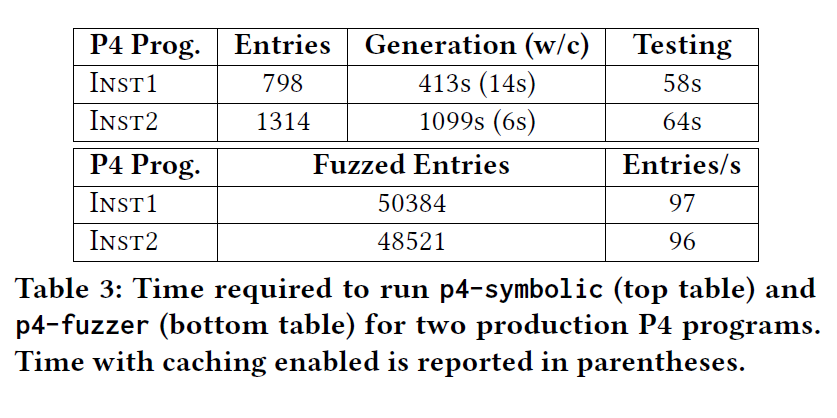 P4 Prog. Entries Generation (w/c) Testing
INST1 798 413s (14s) 58s
INST2 1314 1099s (6s) 64s
P4 Prog. Fuzzed Entries Entries/s
INST1 50384 97
INST2 48521 96
Table 3: Time required to run p4-symbolic (top table) and
p4-fuzzer (bottom table) for two production P4 programs.
Time with caching enabled is reported in parentheses.